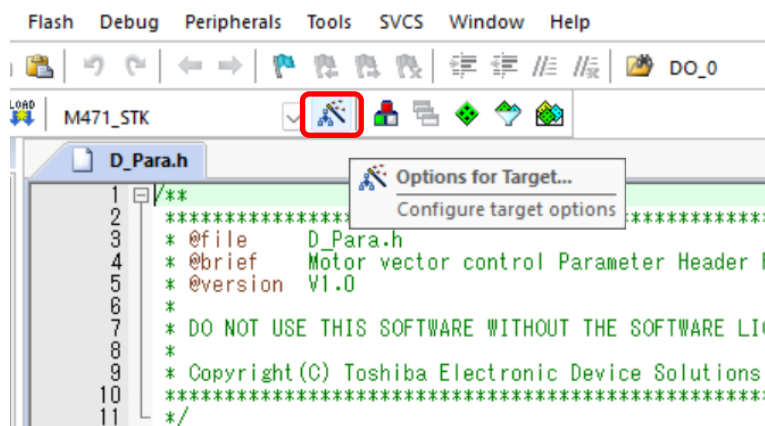 Flash Debug Peripherals Tools SVCS Window Help
DO_0
LOAD M471_STK
D_Para.h
Options for Target...
Configure target options
1 /**
2 **************************************************************
3 * @file D_Para.h
4 * @brief Motor vector control Parameter Header
5 * @version V1.0
6 *
7 * DO NOT USE THIS SOFTWARE WITHOUT THE SOFTWARE LI
8 *
9 * Copyright(C) Toshiba Electronic Device Solutions
10 **************************************************************
11 */